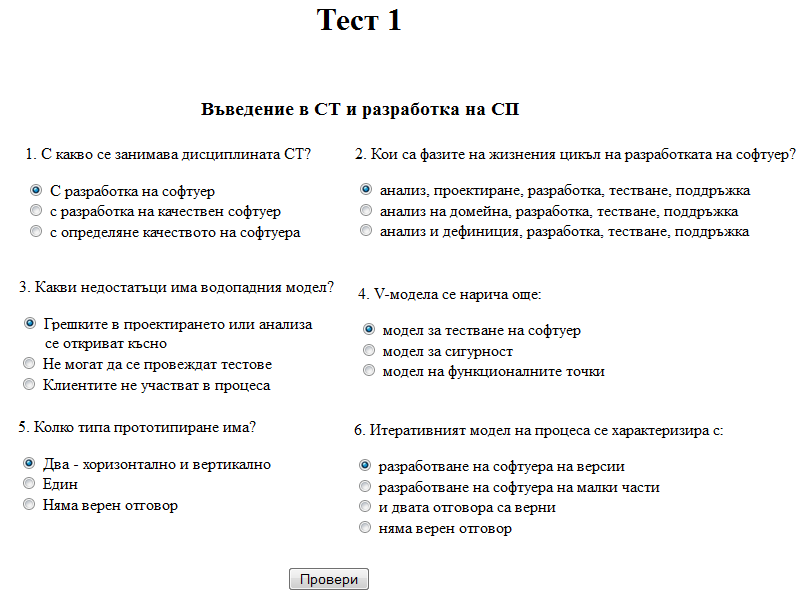 Тест 1
Въведение в СТ и разработка на СП
1. С какво се занимава дисциплината СТ?
С разработка на софтуер
с разработка на качествен софтуер
с определяне качеството на софтуера
2. Кои са фазите на жизнения цикъл на разработката на софтуер?
анализ, проектиране, разработка, тестване, поддръжка
анализ на домейна, разработка, тестване, поддръжка
анализ и дефиниция, разработка, тестване, поддръжка
3. Какви недостатъци има водопадния модел?
Грешките в проектирането или анализа
се откриват късно
Не могат да се провеждат тестове
Клиентите не участват в процеса
4. V-модела се нарича още:
модел за тестване на софтуер
модел за сигурност
модел на функционалните точки
5. Колко типа прототипиране има?
Два - хоризонтално и вертикално
Един
Няма верен отговор
6. Итеративният модел на процеса се характеризира с:
разработване на софтуера на версии
разработване на софтуера на малки части
и двата отговора са верни
няма верен отговор
Провери